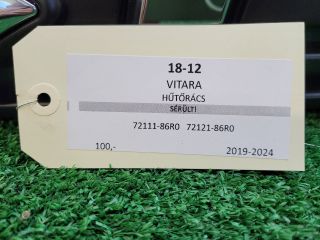 18-12
VITARA
HŰTŐRÁCS
SÉRÜLT!
72111-86R0 72121-86R0
100,- 2019-2024